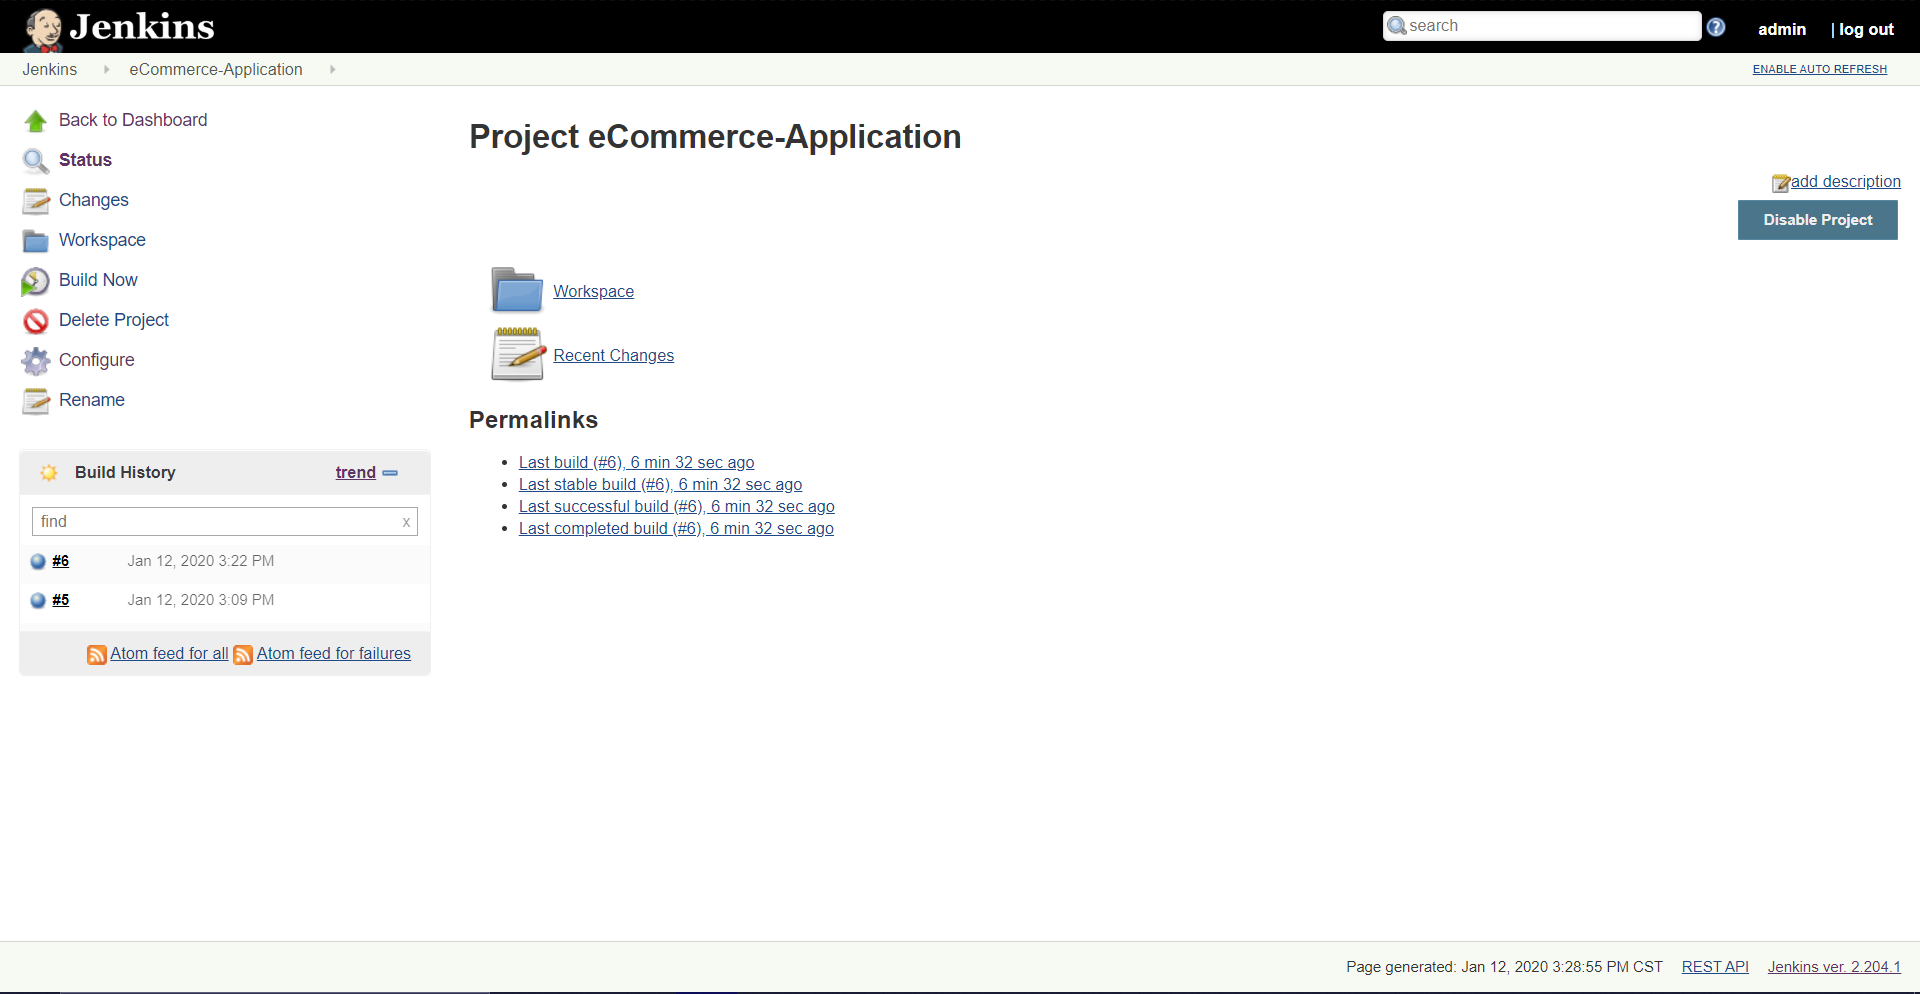 Jenkins
search
admin
| log out
Jenkins
eCommerce-Application
ENABLE AUTO REFRESH
Back to Dashboard
Status
Changes
Workspace
Build Now
Delete Project
Configure
Rename
Build History
trend
find
x
#6
Jan 12, 2020 3:22 PM
#5
Jan 12, 2020 3:09 PM
Atom feed for all
Atom feed for failures
Project eCommerce-Application
add description
Disable Project
Workspace
Recent Changes
Permalinks
Last build (#6), 6 min 32 sec ago
Last stable build (#6), 6 min 32 sec ago
Last successful build (#6), 6 min 32 sec ago
Last completed build (#6), 6 min 32 sec ago
Page generated: Jan 12, 2020 3:28:55 PM CST
REST API
Jenkins ver. 2.204.1